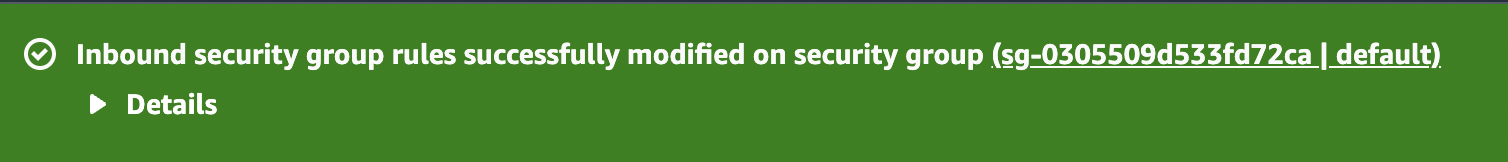 Inbound security group rules successfully modified on security group (sg-0305509d533fd72ca | default)
Details